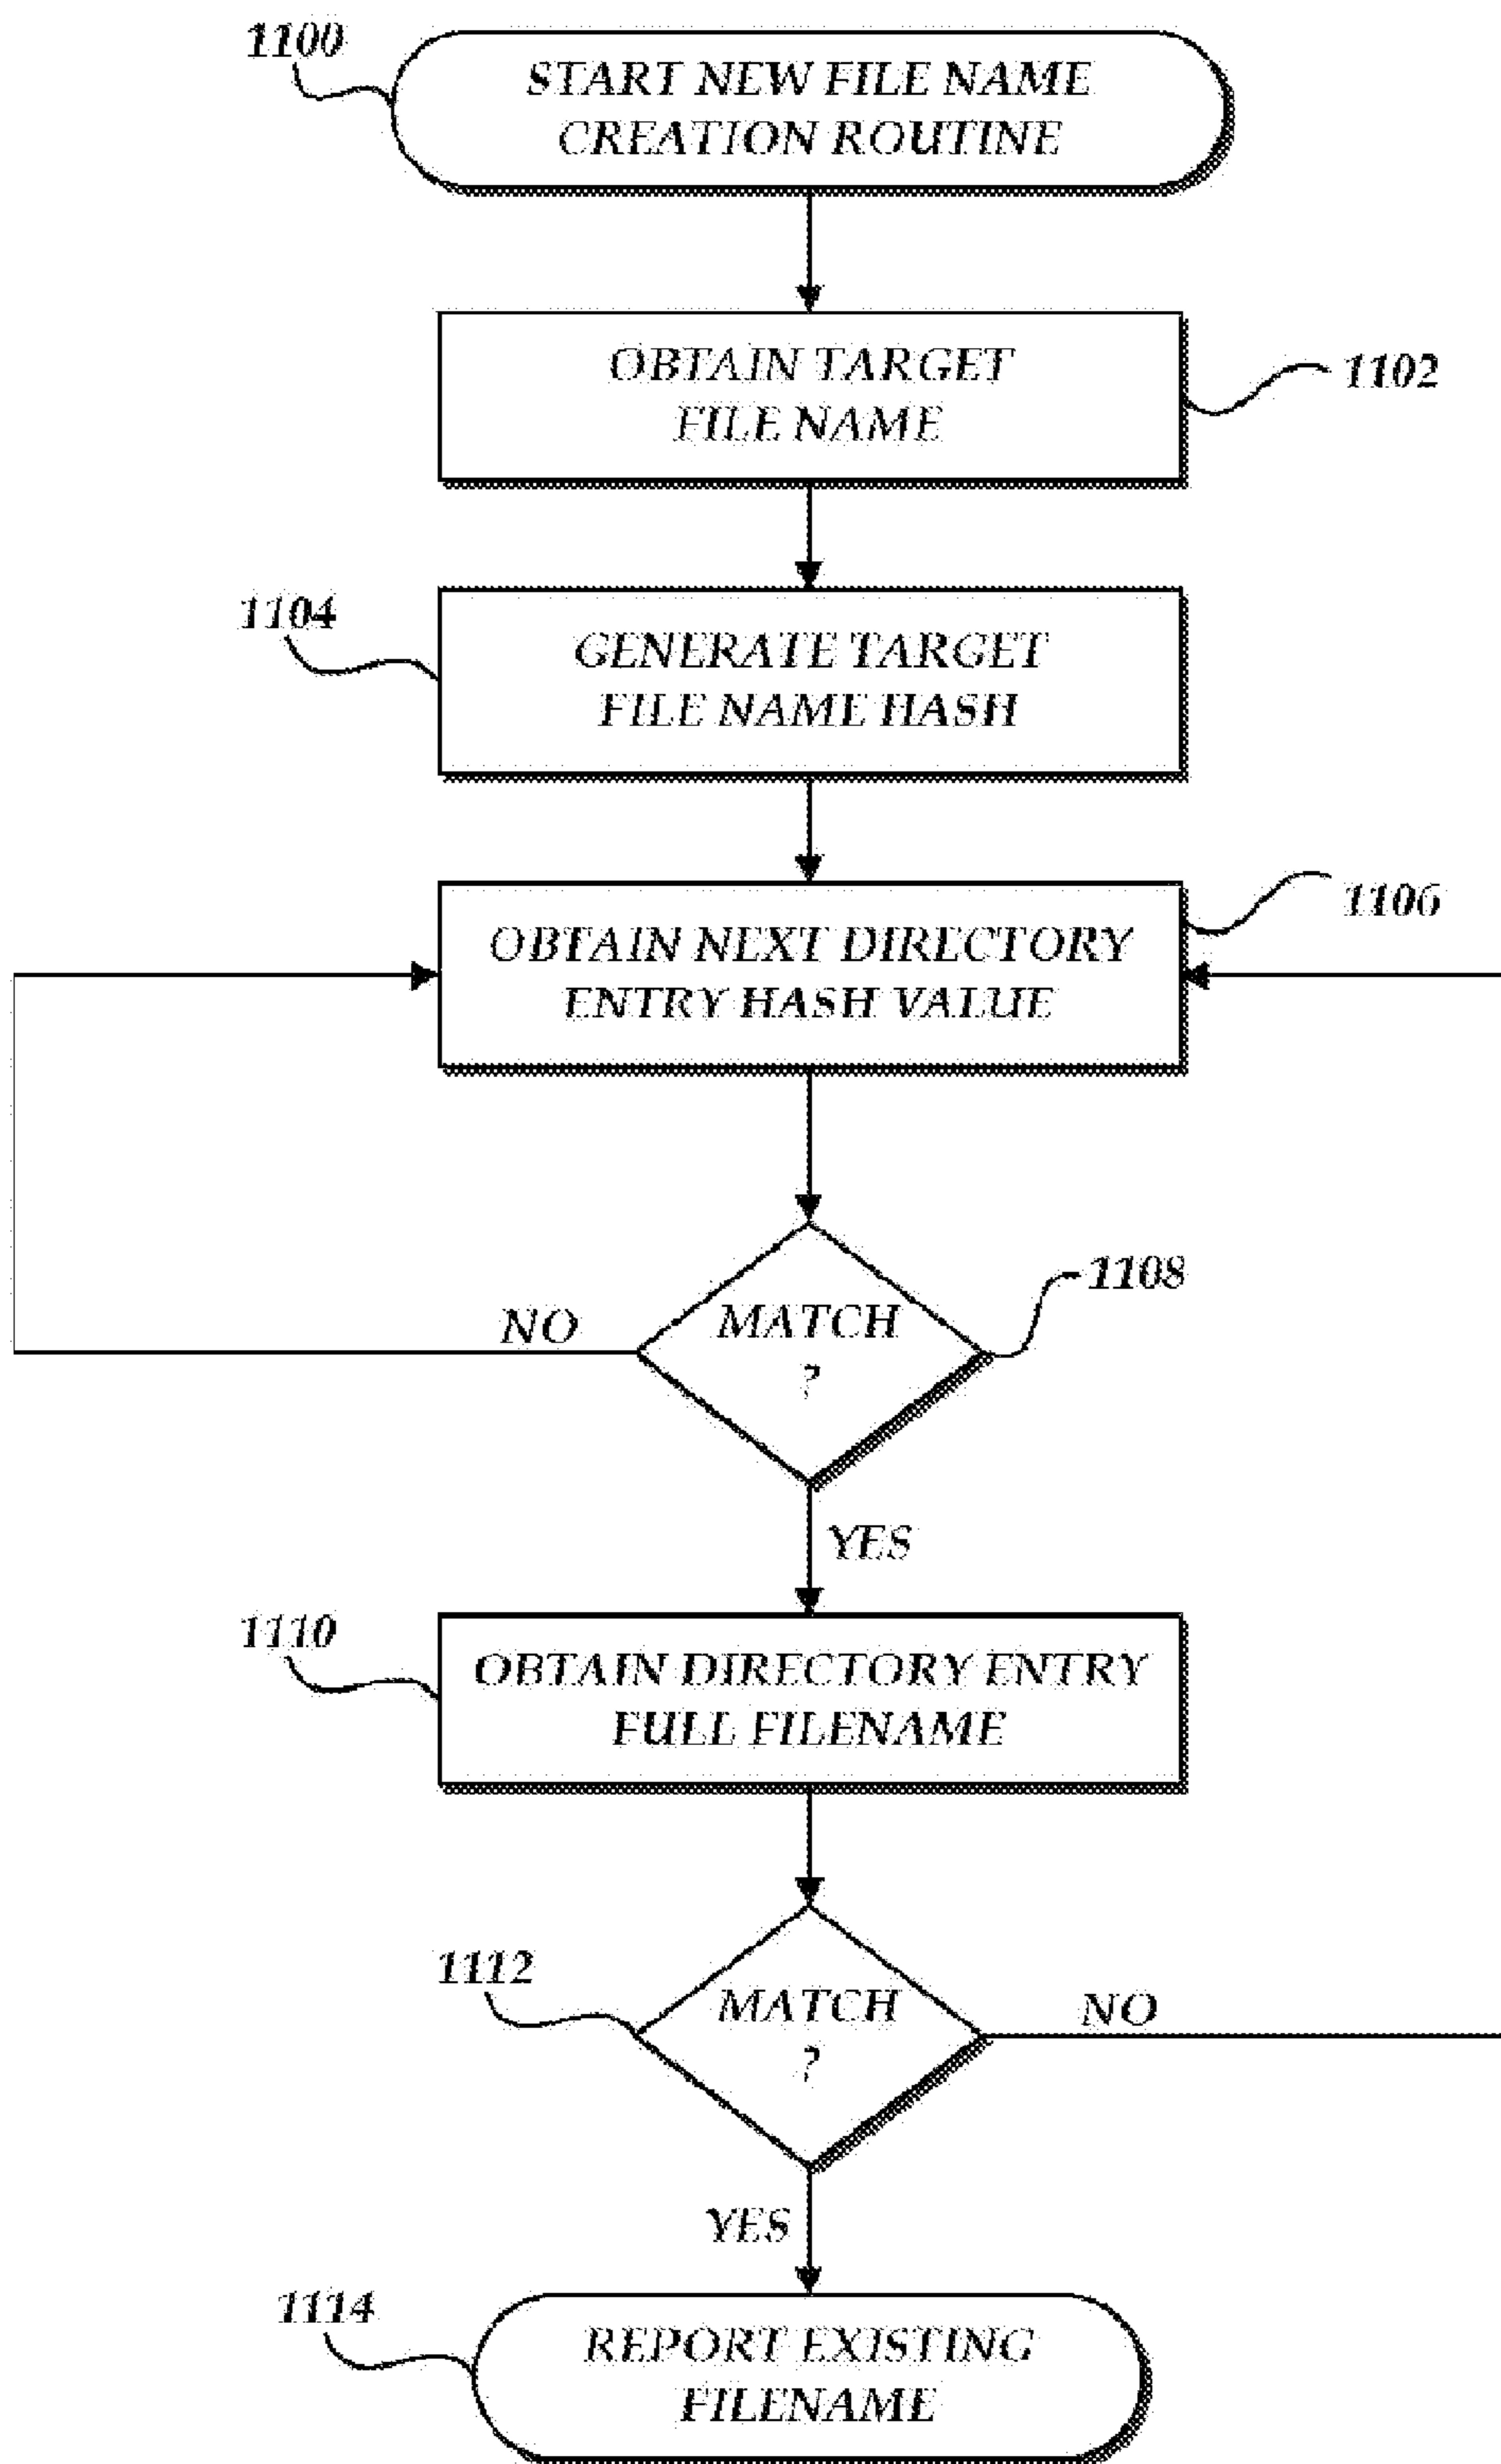 1100
START NEW FILE NAME
CREATION ROUTINE
OBTAIN TARGET
FILE NAME
1102
1104
GENERATE TARGET
FILE NAME HASH
1106
OBTAIN NEXT DIRECTORY
ENTRY HASH VALUE
1108
MATCH
?
NO
YES
1110
OBTAIN DIRECTORY ENTRY
FULL FILENAME
1112
MATCH
?
NO
YES
1114
REPORT EXISTING
FILENAME